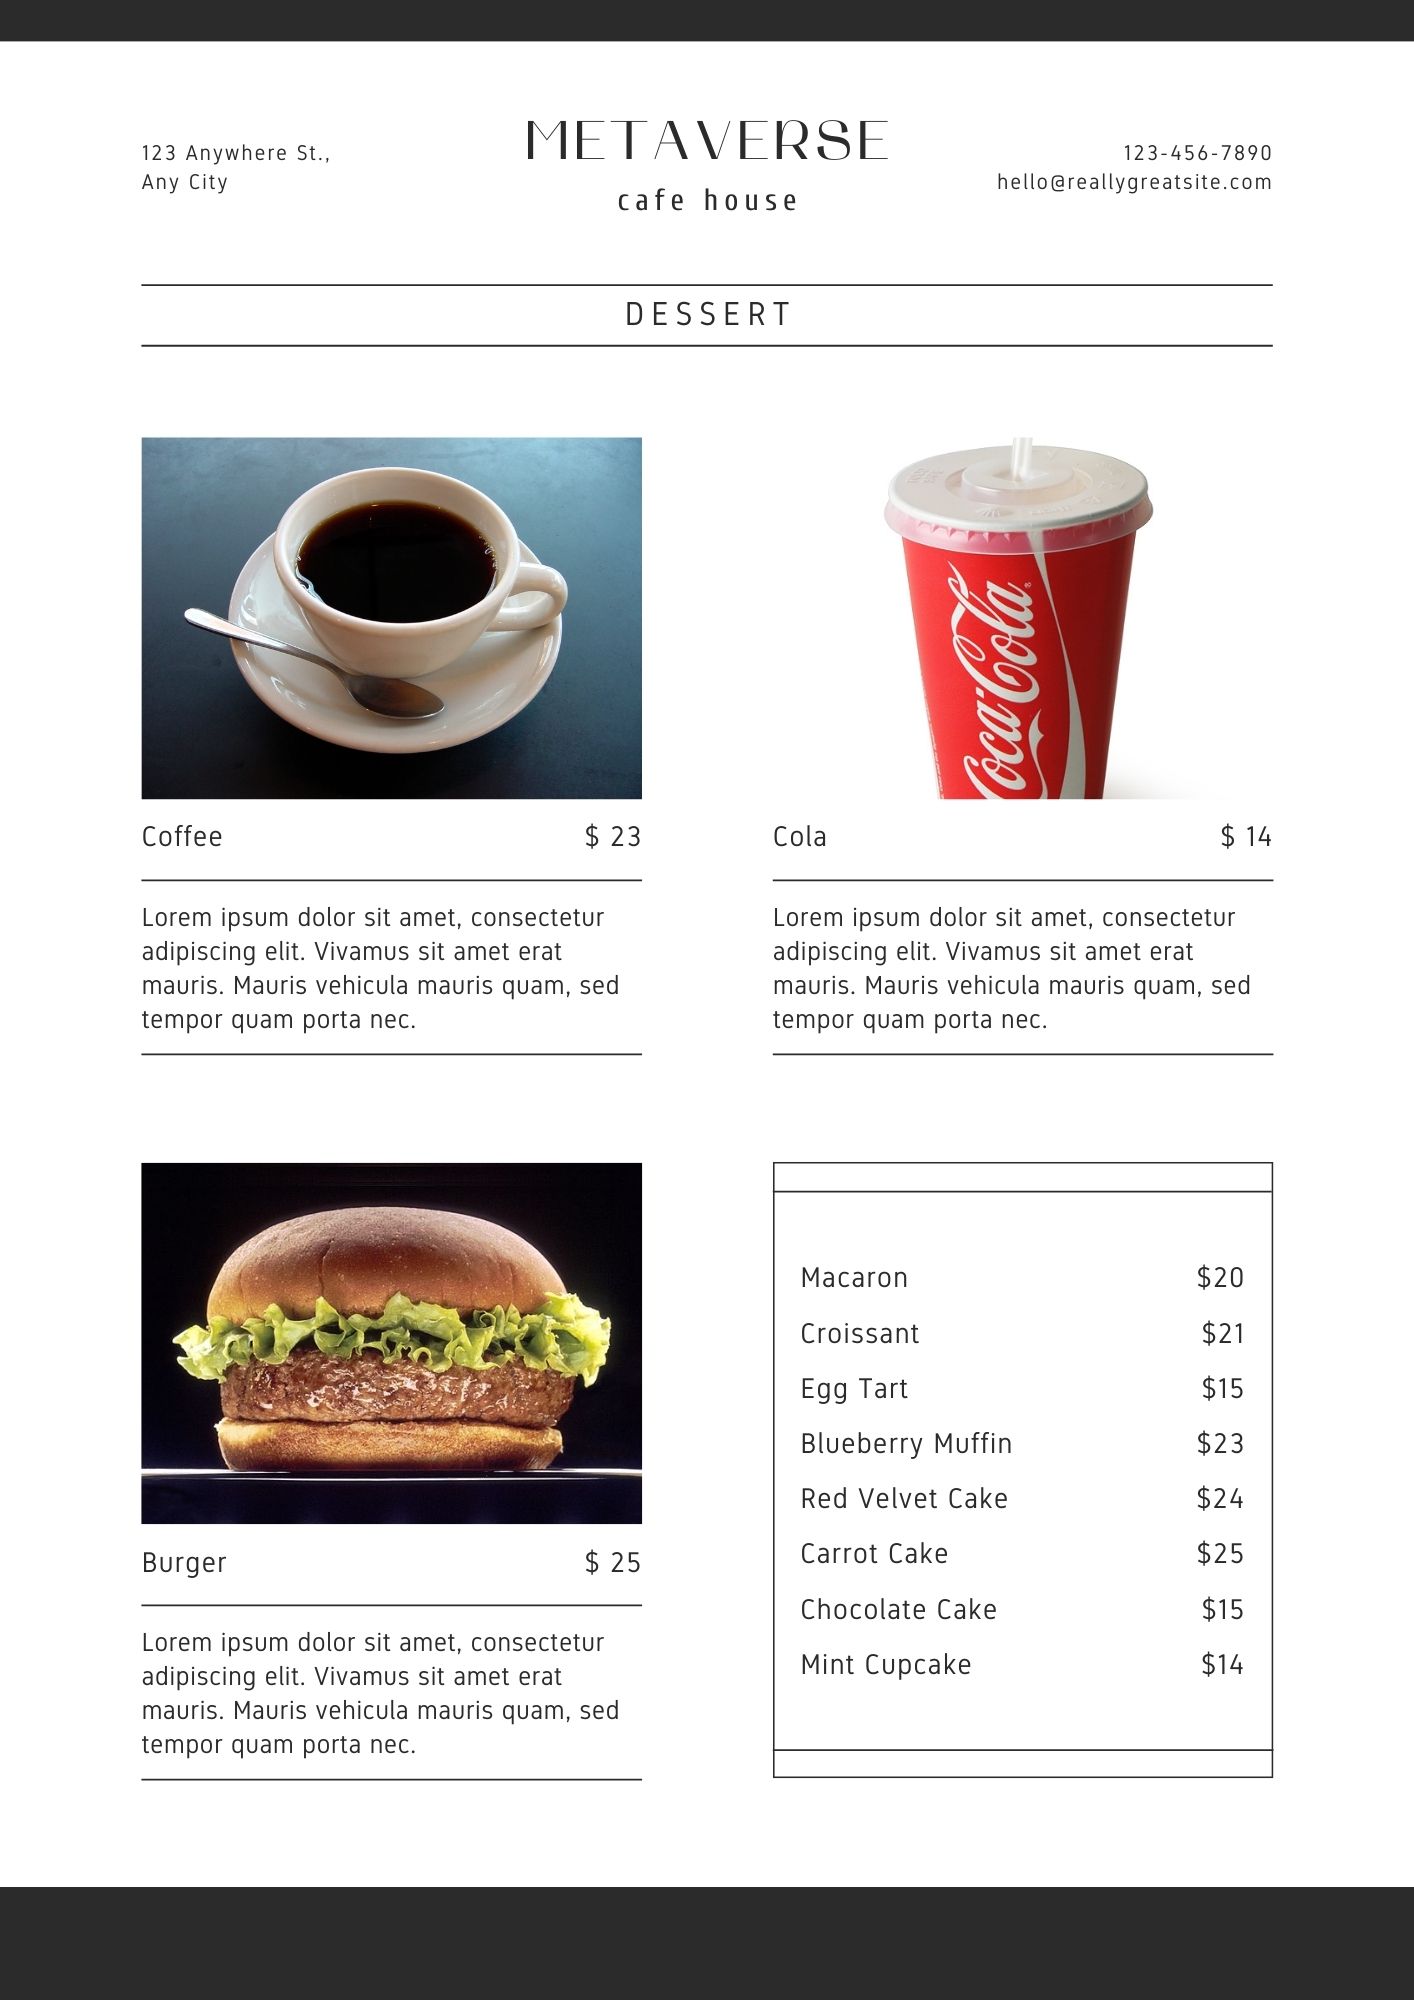 123 Anywhere St.,
Any City
METAVERSE
cafe house
123-456-7890
hello@reallygreatsite.com
DESSERT
Coca-Cola
Coffee $ 23
Lorem ipsum dolor sit amet, consectetur
adipiscing elit. Vivamus sit amet erat
mauris. Mauris vehicula mauris quam, sed
tempor quam porta nec.
Cola $ 14
Lorem ipsum dolor sit amet, consectetur
adipiscing elit. Vivamus sit amet erat
mauris. Mauris vehicula mauris quam, sed
tempor quam porta nec.
Burger $ 25
Lorem ipsum dolor sit amet, consectetur
adipiscing elit. Vivamus sit amet erat
mauris. Mauris vehicula mauris quam, sed
tempor quam porta nec.
Macaron $20
Croissant $21
Egg Tart $15
Blueberry Muffin $23
Red Velvet Cake $24
Carrot Cake $25
Chocolate Cake $15
Mint Cupcake $14